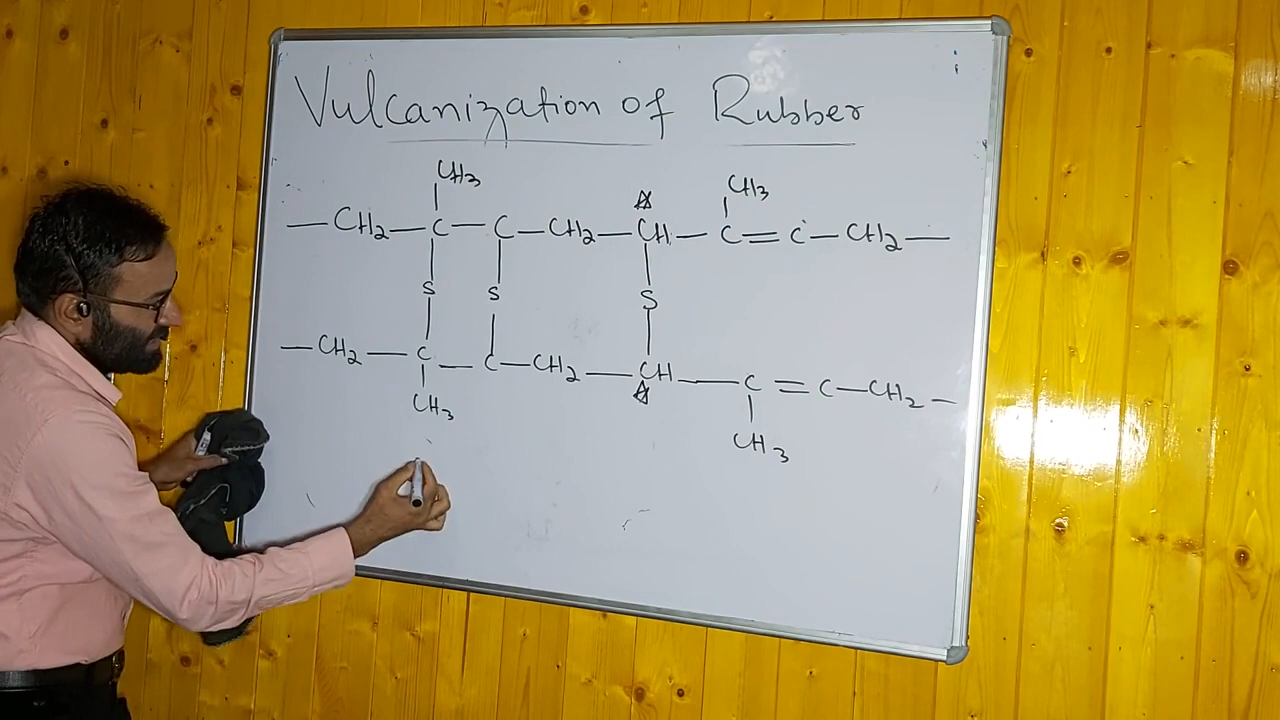 Vulcanization of Rubber
CH3
CH3
— CH2 — C — C — CH2 — CH — C = C — CH2 —
S S S
— CH2 — C — C — CH2 — CH — C = C — CH2 —
CH3
CH3